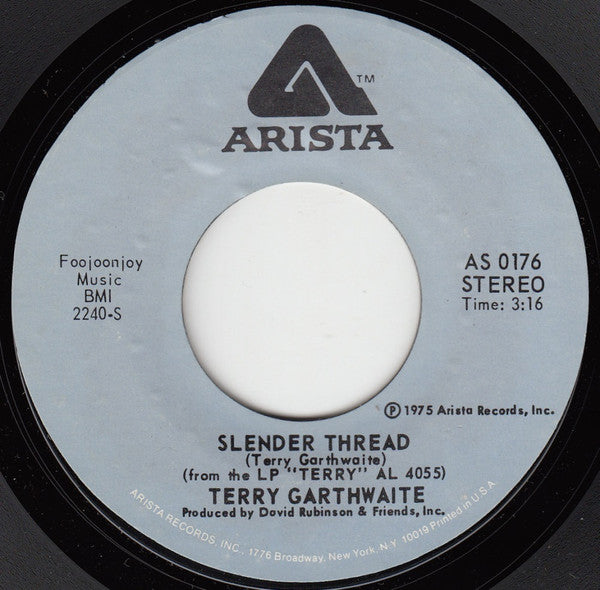 TM
ARISTA
Foojoonjoy
Music
BMI
2240-S
AS 0176
STEREO
Time: 3:16
Ⓟ 1975 Arista Records, Inc.
SLENDER THREAD
(Terry Garthwaite)
(from the LP "TERRY" AL 4055)
TERRY GARTHWAITE
Produced by David Rubinson & Friends, Inc.
ARISTA RECORDS, INC., 1776 Broadway, New York, N.Y. 10019 Printed in U.S.A.